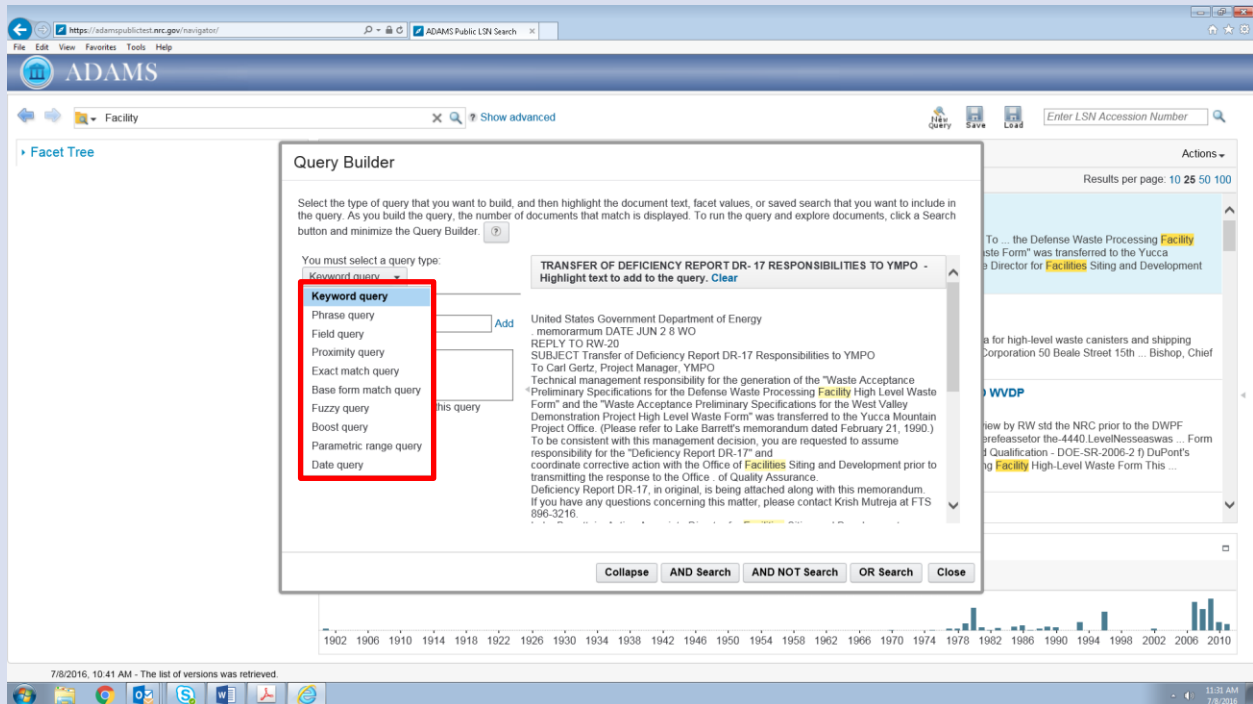 https://adamspublictest.nrc.gov/navigator/
ADAMS Public LSN Search
File Edit View Favorites Tools Help
ADAMS
Facility
Show advanced
New Query
Save
Load
Enter LSN Accession Number
Facet Tree
Actions
Results per page: 10 25 50 100
Query Builder
Select the type of query that you want to build, and then highlight the document text, facet values, or saved search that you want to include in
the query. As you build the query, the number of documents that match is displayed. To run the query and explore documents, click a Search
button and minimize the Query Builder.
You must select a query type:
Keyword query
Keyword query
Phrase query
Field query
Proximity query
Exact match query
Base form match query
Fuzzy query
Boost query
Parametric range query
Date query
Add
this query
TRANSFER OF DEFICIENCY REPORT DR- 17 RESPONSIBILITIES TO YMPO -
Highlight text to add to the query. Clear
United States Government Department of Energy
. memorarmum DATE JUN 2 8 WO
REPLY TO RW-20
SUBJECT Transfer of Deficiency Report DR-17 Responsibilities to YMPO
To Carl Gertz, Project Manager, YMPO
Technical management responsibility for the generation of the "Waste Acceptance
Preliminary Specifications for the Defense Waste Processing Facility High Level Waste
Form" and the "Waste Acceptance Preliminary Specifications for the West Valley
Demonstration Project High Level Waste Form" was transferred to the Yucca Mountain
Project Office. (Please refer to Lake Barrett's memorandum dated February 21, 1990.)
To be consistent with this management decision, you are requested to assume
responsibility for the "Deficiency Report DR-17" and
coordinate corrective action with the Office of Facilities Siting and Development prior to
transmitting the response to the Office . of Quality Assurance.
Deficiency Report DR-17, in original, is being attached along with this memorandum.
If you have any questions concerning this matter, please contact Krish Mutreja at FTS
896-3216.
Collapse
AND Search
AND NOT Search
OR Search
Close
To ... the Defense Waste Processing Facility
ste Form" was transferred to the Yucca
e Director for Facilities Siting and Development
a for high-level waste canisters and shipping
Corporation 50 Beale Street 15th ... Bishop, Chief
WVDP
iew by RW std the NRC prior to the DWPF
erefeassetor the-4440.LevelNesseaswas ... Form
d Qualification - DOE-SR-2006-2 f) DuPont's
ng Facility High-Level Waste Form This ...
1902 1906 1910 1914 1918 1922 1926 1930 1934 1938 1942 1946 1950 1954 1958 1962 1966 1970 1974 1978 1982 1986 1990 1994 1998 2002 2006 2010
7/8/2016, 10:41 AM - The list of versions was retrieved.
11:31 AM
7/8/2016